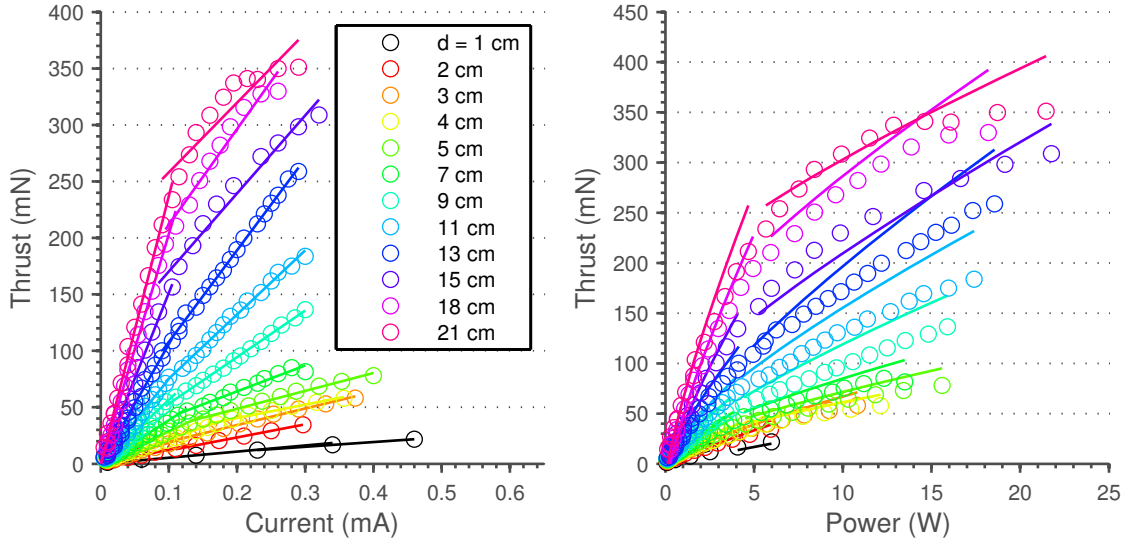 400
350
300
250
200
150
100
50
0
Thrust (mN)
0
0.1
0.2
0.3
0.4
0.5
0.6
Current (mA)
d = 1 cm
2 cm
3 cm
4 cm
5 cm
7 cm
9 cm
11 cm
13 cm
15 cm
18 cm
21 cm
450
400
350
300
250
200
150
100
50
0
Thrust (mN)
0
5
10
15
20
25
Power (W)